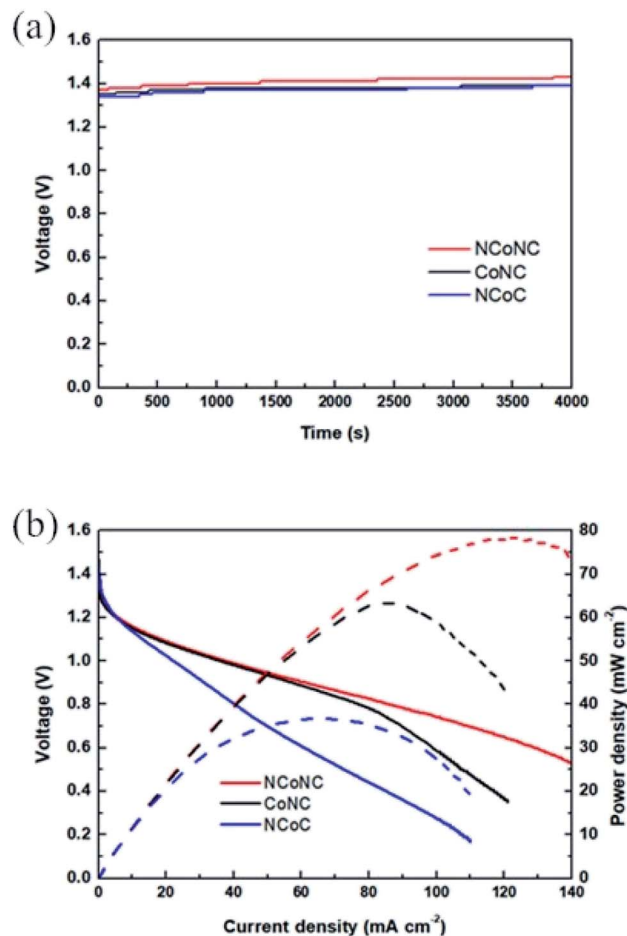 (a)
1.6
1.4
1.2
1.0
0.8
0.6
0.4
0.2
0.0
Voltage (V)
NCoNC
CoNC
NCoC
0 500 1000 1500 2000 2500 3000 3500 4000
Time (s)
(b)
1.6
1.4
1.2
1.0
0.8
0.6
0.4
0.2
0.0
Voltage (V)
80
70
60
50
40
30
20
10
0
Power density (mW cm⁻²)
NCoNC
CoNC
NCoC
0 20 40 60 80 100 120 140
Current density (mA cm⁻²)